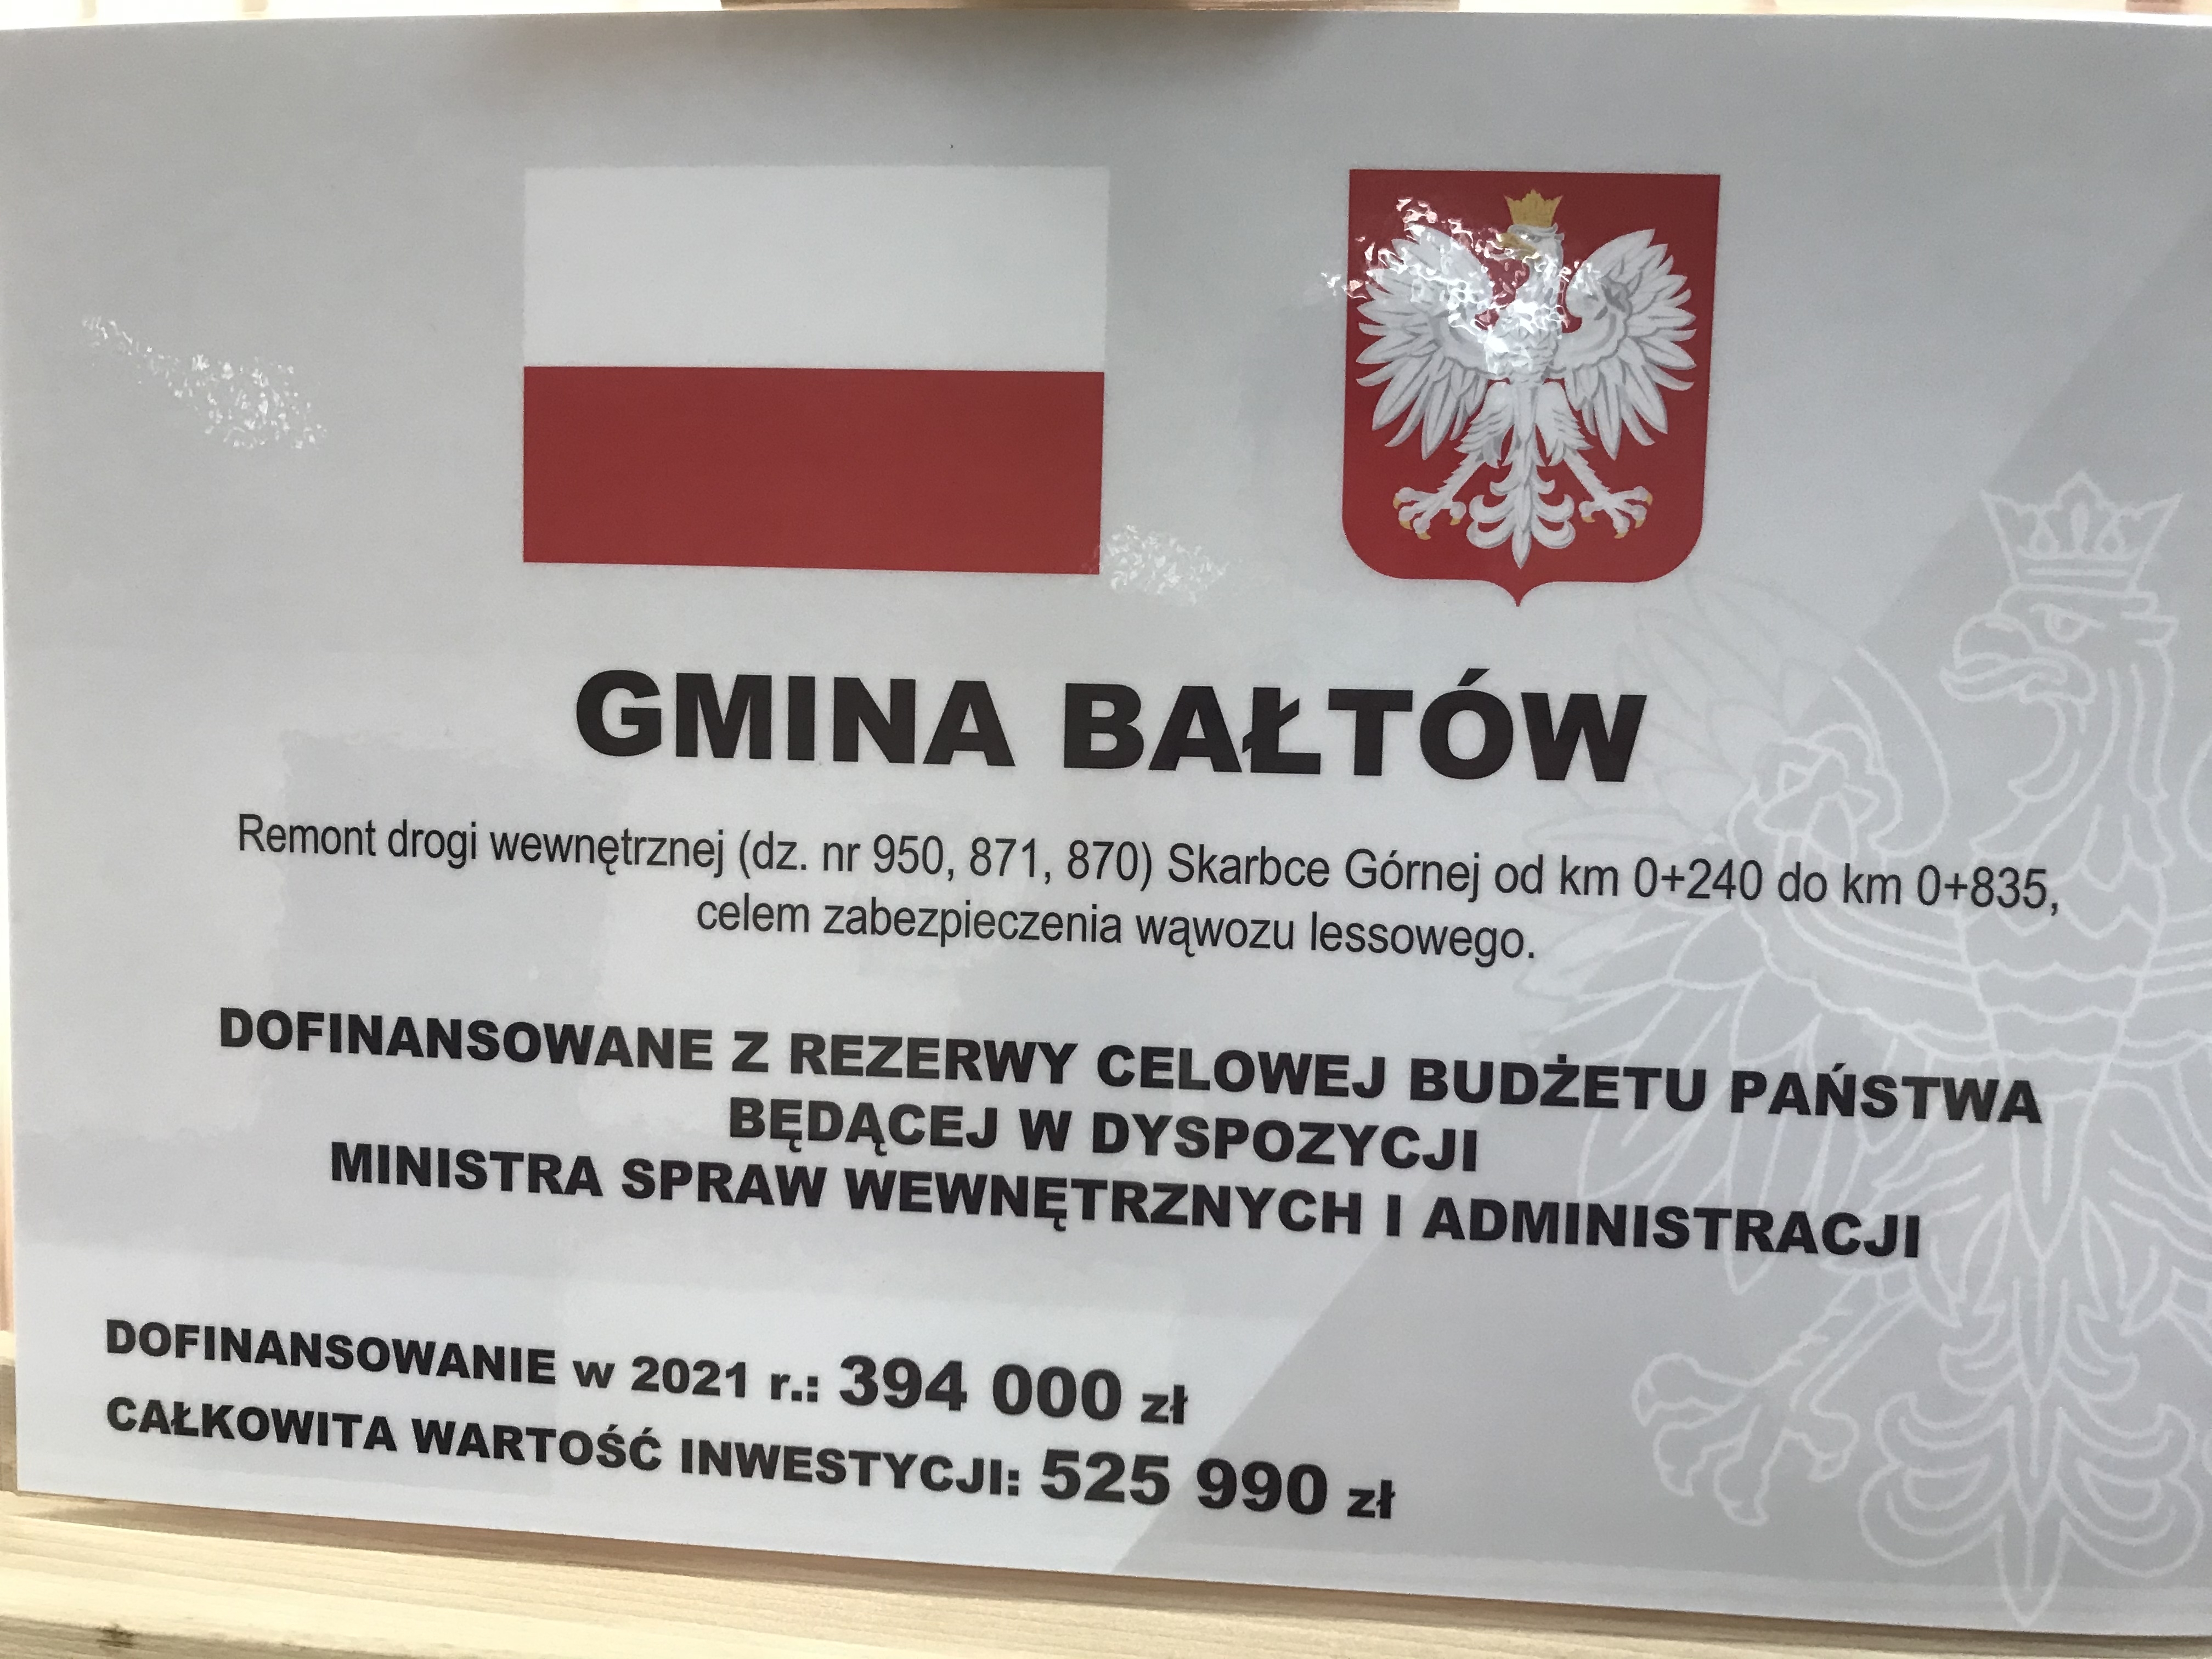 GMINA BAŁTÓW
Remont drogi wewnętrznej (dz. nr 950, 871, 870) Skarbce Górnej od km 0+240 do km 0+835,
celem zabezpieczenia wąwozu lessowego.
DOFINANSOWANE Z REZERWY CELOWEJ BUDŻETU PAŃSTWA
BĘDĄCEJ W DYSPOZYCJI
MINISTRA SPRAW WEWNĘTRZNYCH I ADMINISTRACJI
DOFINANSOWANIE w 2021 r.: 394 000 zł
CAŁKOWITA WARTOŚĆ INWESTYCJI: 525 990 zł